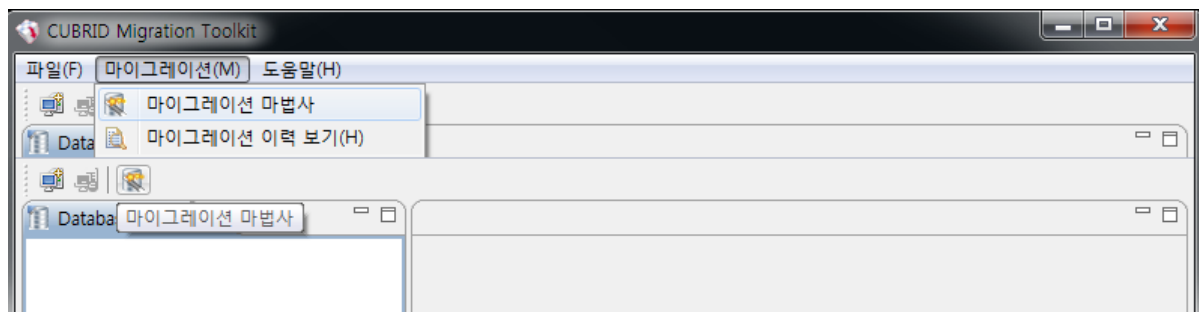 CUBRID Migration Toolkit
파일(F) 마이그레이션(M) 도움말(H)
마이그레이션 마법사
마이그레이션 이력 보기(H)
Data
Databa
마이그레이션 마법사